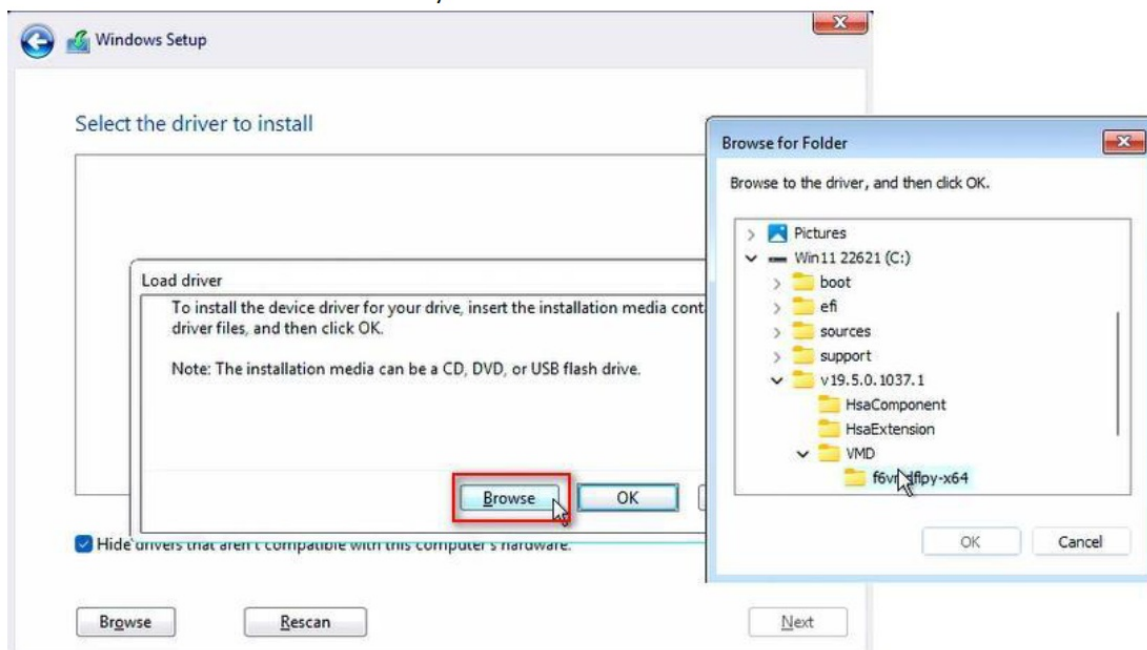 Windows Setup
Select the driver to install
Load driver
To install the device driver for your drive, insert the installation media cont
driver files, and then click OK.
Note: The installation media can be a CD, DVD, or USB flash drive.
Browse
OK
Hide drivers that aren't compatible with this computer's hardware.
Browse
Rescan
Next
Browse for Folder
Browse to the driver, and then click OK.
Pictures
Win11 22621 (C:)
boot
efi
sources
support
v19.5.0.1037.1
HsaComponent
HsaExtension
VMD
OK
Cancel